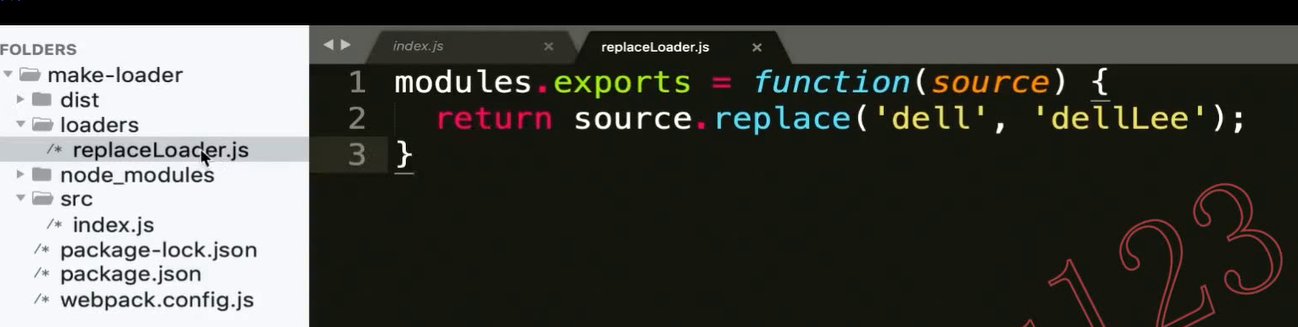 FOLDERS
make-loader
dist
loaders
/* replaceLoader.js
node_modules
src
/* index.js
/* package-lock.json
/* package.json
/* webpack.config.js
◀ ▶ index.js × replaceLoader.js ×
1 modules.exports = function(source) {
2 return source.replace('dell', 'dellLee');
3 }
123